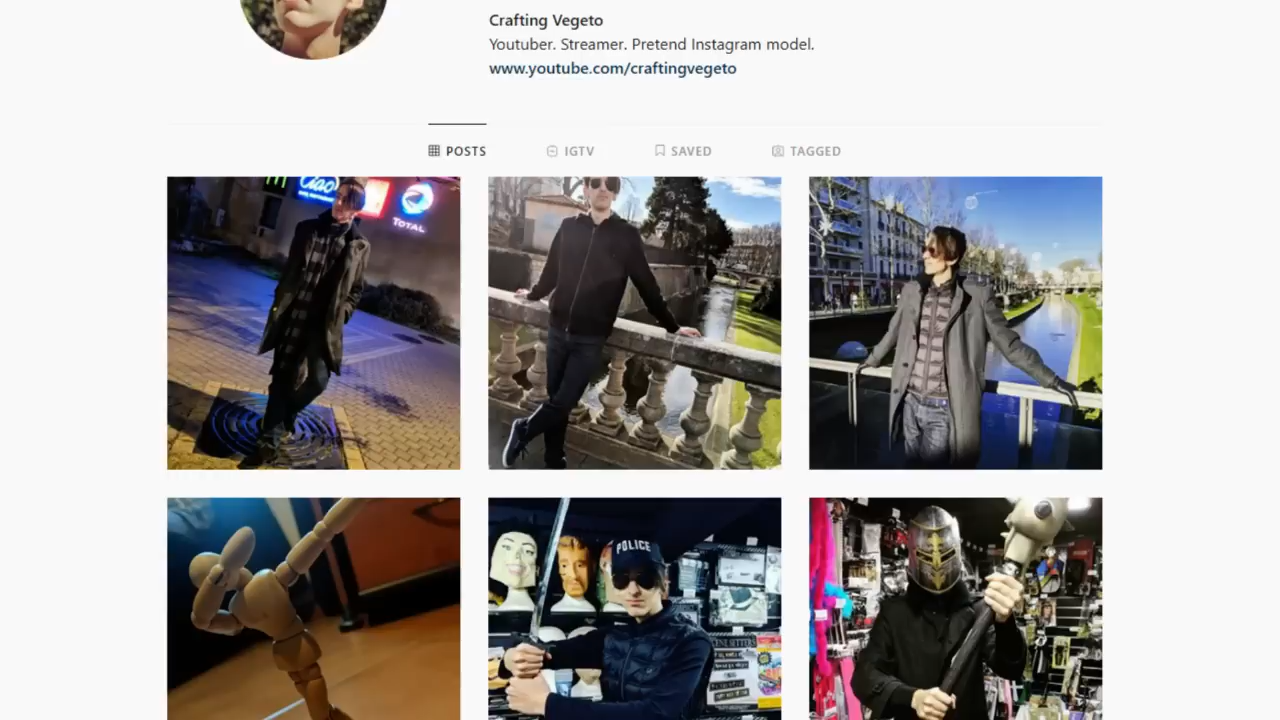 Crafting Vegeto
Youtuber. Streamer. Pretend Instagram model.
www.youtube.com/craftingvegeto
POSTS
IGTV
SAVED
TAGGED
Ciao
TOTAL
POLICE